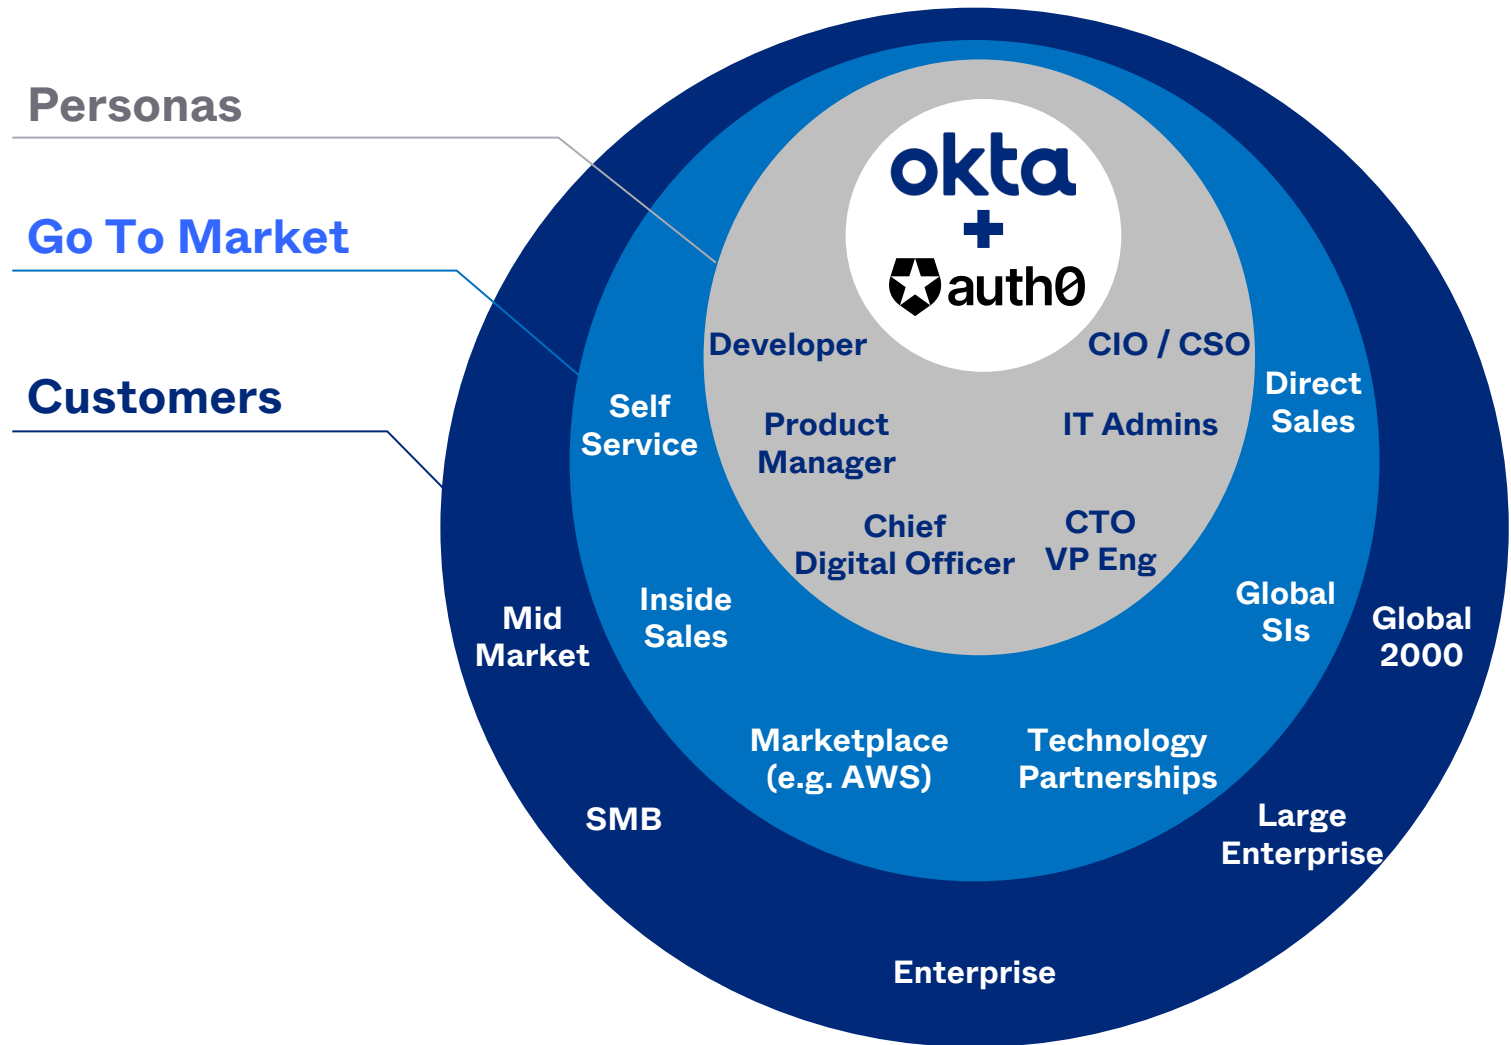 Personas
Go To Market
Customers
okta
+
auth0
Developer
CIO / CSO
Product
Manager
IT Admins
Chief
Digital Officer
CTO
VP Eng
Self
Service
Direct
Sales
Inside
Sales
Global
SIs
Marketplace
(e.g. AWS)
Technology
Partnerships
Mid
Market
Global
2000
SMB
Large
Enterprise
Enterprise